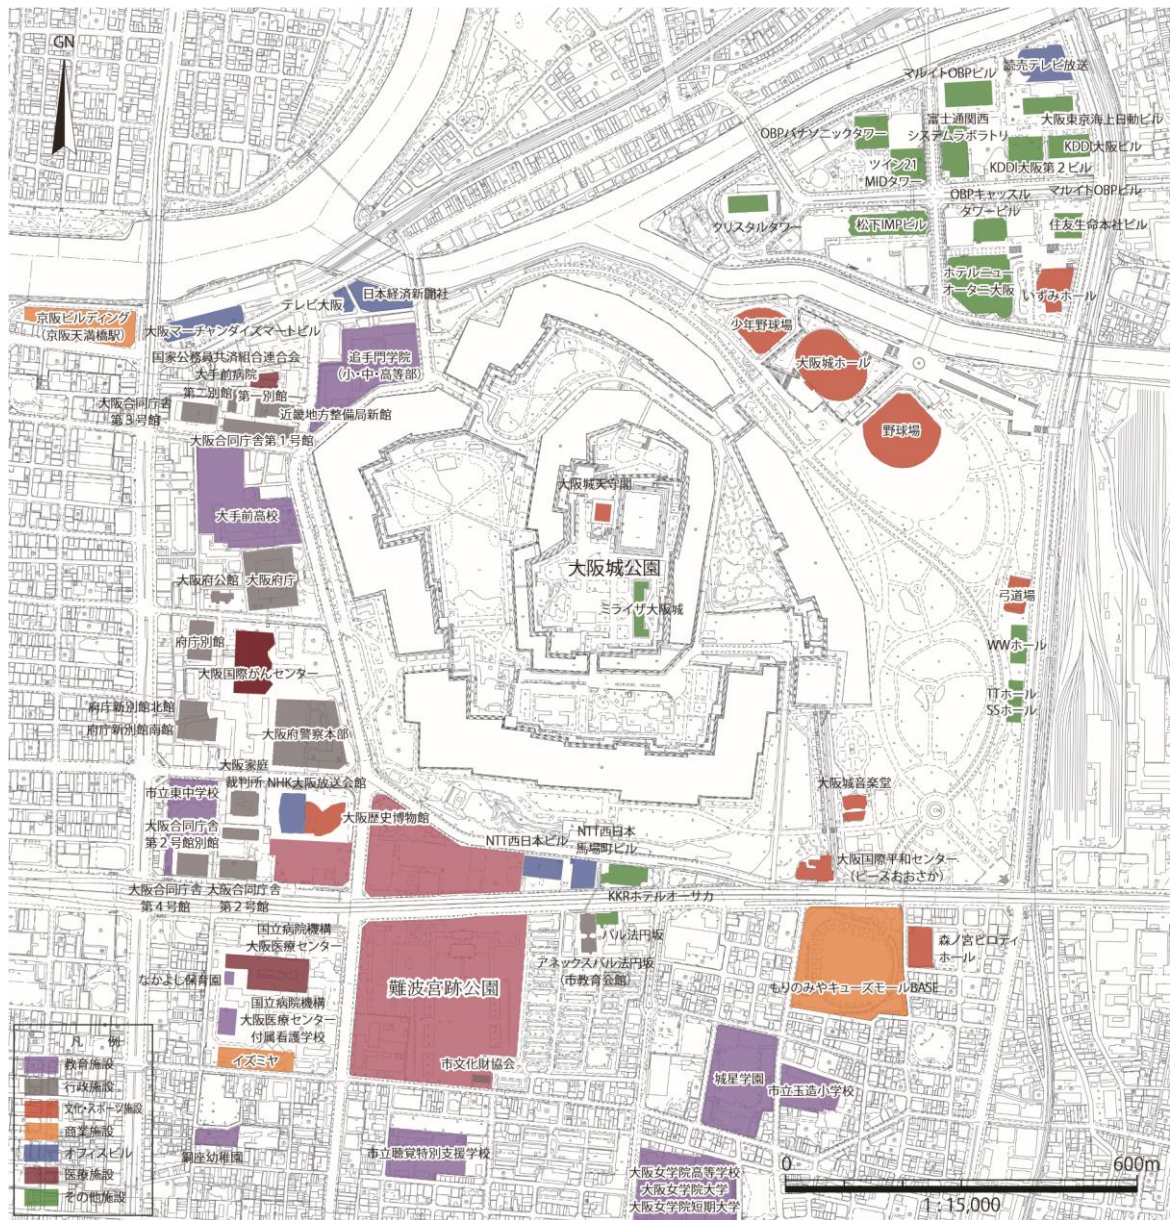 GN
読売テレビ放送
マルイトOBPビル
大阪東京海上日動ビル
富士通関西
システムラボラトリ
OBPパナソニックタワー
KDDI大阪ビル
KDDI大阪第2ビル
ツイン21
MIDタワー
OBPキャッスル
タワービル
マルイトOBPビル
クリスタルタワー
松下IMPビル
住友生命本社ビル
ホテルニュー
オータニ大阪
いずみホール
日本経済新聞社
テレビ大阪
京阪ビルディング
(京阪天満橋駅)
大阪マーチャンダイズマートビル
少年野球場
大阪城ホール
野球場
国家公務員共済組合連合会
大手前病院
追手門学院
(小・中・高等部)
第二別館
第一別館
大阪合同庁舎
第3号館
近畿地方整備局新館
大阪合同庁舎第1号館
大手前高校
大阪城天守閣
大阪城公園
ミライザ大阪城
大阪府公館
大阪府庁
弓道場
府庁別館
WWホール
大阪国際がんセンター
TTホール
SSホール
府庁新別館北館
府庁新別館南館
大阪府警察本部
大阪家庭
裁判所
NHK大阪放送会館
市立東中学校
大阪歴史博物館
大阪城音楽堂
大阪合同庁舎
第2号館別館
NTT西日本ビル
NTT西日本
馬場町ビル
大阪国際平和センター
(ピースおおさか)
大阪合同庁舎
第4号館
大阪合同庁舎
第2号館
KKRホテルオーサカ
国立病院機構
大阪医療センター
パル法円坂
アネックスパル法円坂
(市教育会館)
森ノ宮ピロティ
ホール
なかよし保育園
難波宮跡公園
もりのみやキューズモールBASE
国立病院機構
大阪医療センター
付属看護学校
イズミヤ
市文化財協会
城星学園
市立玉造小学校
銅座幼稚園
市立聴覚特別支援学校
大阪女学院高等学校
大阪女学院大学
大阪女学院短期大学
凡 例
教育施設
行政施設
文化・スポーツ施設
商業施設
オフィスビル
医療施設
その他施設
0
600m
1:15,000